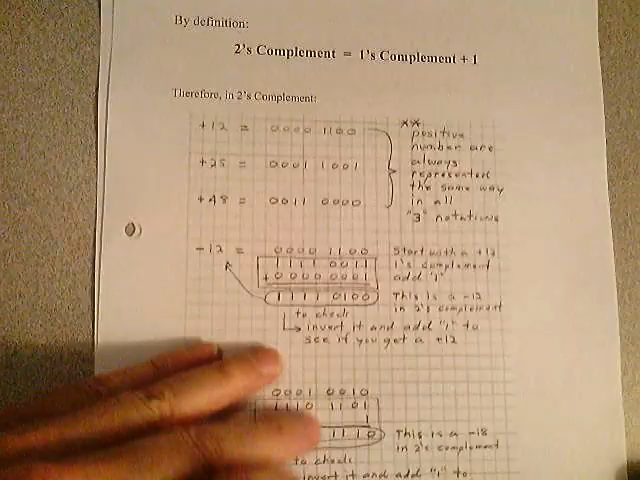 By definition:
2's Complement = 1's Complement + 1
Therefore, in 2's Complement:
+12 = 0000 1100
+25 = 0001 1001
+48 = 0011 0000
**
positive
number are
always
represented
the same way
in all
"3" notations
-12 = 0000 1100 Start with a +12
1111 0011 1's complement
+0000 0001 add "1"
1111 0100 This is a -12
in 2's complement
to check
invert it and add "1" to
see if you get a +12
0001 0010
1110 1101
1
1110 This is a -18
in 2's complement
to check
invert it and add "1" to